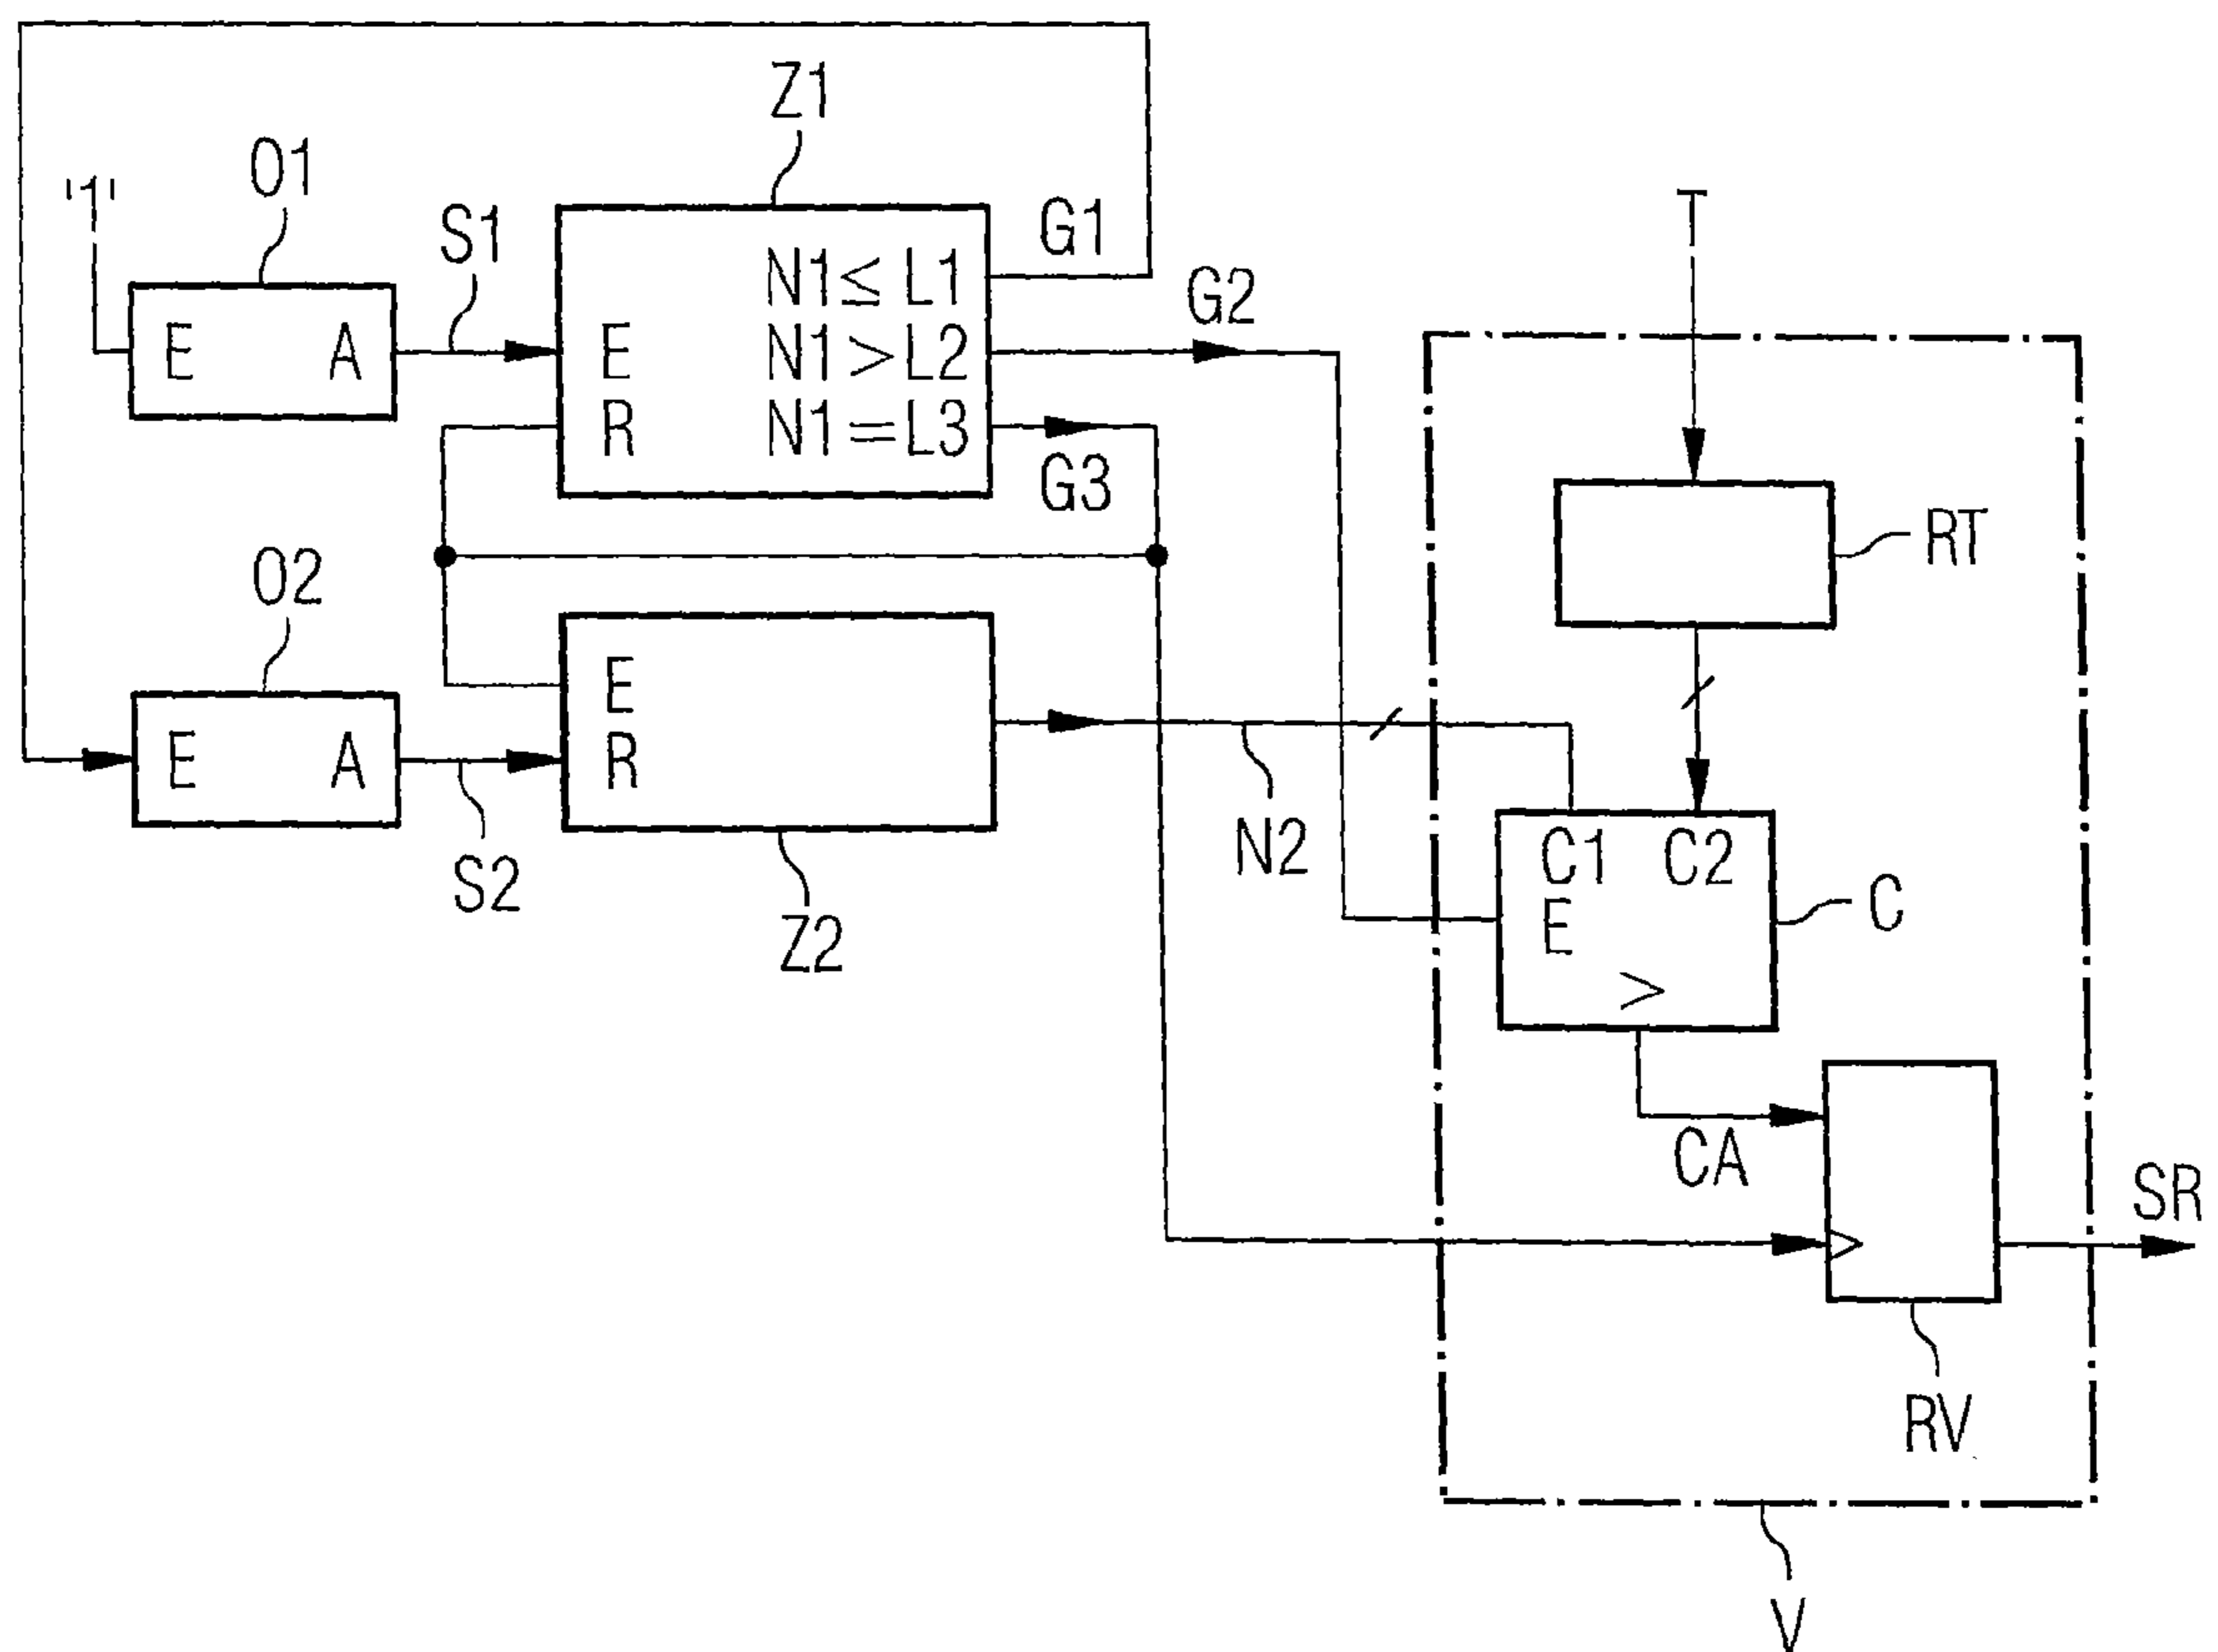 Z1
O1
'1'
S1
G1
T
N1 ≤ L1
G2
E A
E N1 > L2
R N1 = L3
G3
RT
O2
E
E A
R
N2
S2
Z2
C1 C2
C
E
>
CA
SR
RV
V